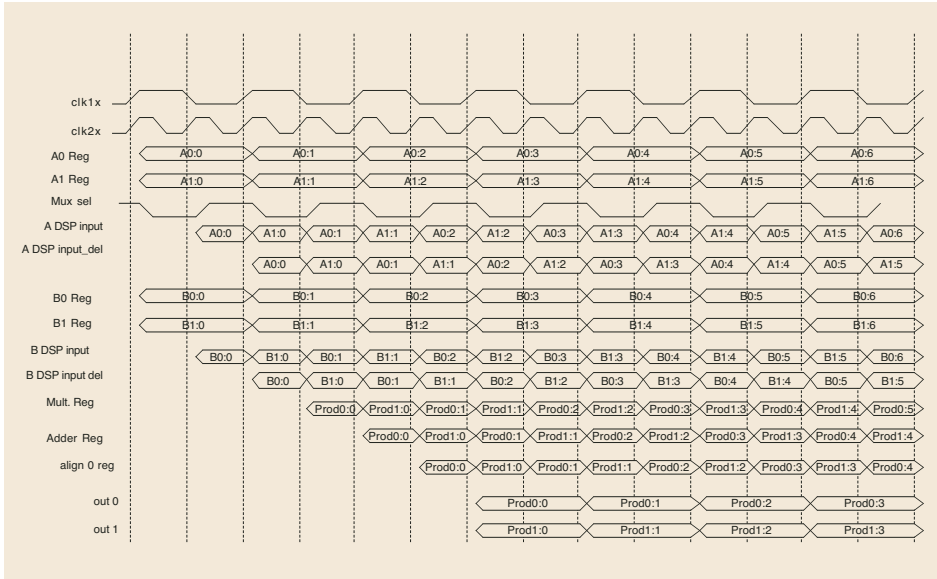 clk1x
clk2x
A0 Reg A0:0 A0:1 A0:2 A0:3 A0:4 A0:5 A0:6
A1 Reg A1:0 A1:1 A1:2 A1:3 A1:4 A1:5 A1:6
Mux sel
A DSP input A0:0 A1:0 A0:1 A1:1 A0:2 A1:2 A0:3 A1:3 A0:4 A1:4 A0:5 A1:5 A0:6
A DSP input_del A0:0 A1:0 A0:1 A1:1 A0:2 A1:2 A0:3 A1:3 A0:4 A1:4 A0:5 A1:5
B0 Reg B0:0 B0:1 B0:2 B0:3 B0:4 B0:5 B0:6
B1 Reg B1:0 B1:1 B1:2 B1:3 B1:4 B1:5 B1:6
B DSP input B0:0 B1:0 B0:1 B1:1 B0:2 B1:2 B0:3 B1:3 B0:4 B1:4 B0:5 B1:5 B0:6
B DSP input del B0:0 B1:0 B0:1 B1:1 B0:2 B1:2 B0:3 B1:3 B0:4 B1:4 B0:5 B1:5
Mult. Reg Prod0:0 Prod1:0 Prod0:1 Prod1:1 Prod0:2 Prod1:2 Prod0:3 Prod1:3 Prod0:4 Prod1:4 Prod0:5
Adder Reg Prod0:0 Prod1:0 Prod0:1 Prod1:1 Prod0:2 Prod1:2 Prod0:3 Prod1:3 Prod0:4 Prod1:4
align 0 reg Prod0:0 Prod1:0 Prod0:1 Prod1:1 Prod0:2 Prod1:2 Prod0:3 Prod1:3 Prod0:4
out 0 Prod0:0 Prod0:1 Prod0:2 Prod0:3
out 1 Prod1:0 Prod1:1 Prod1:2 Prod1:3